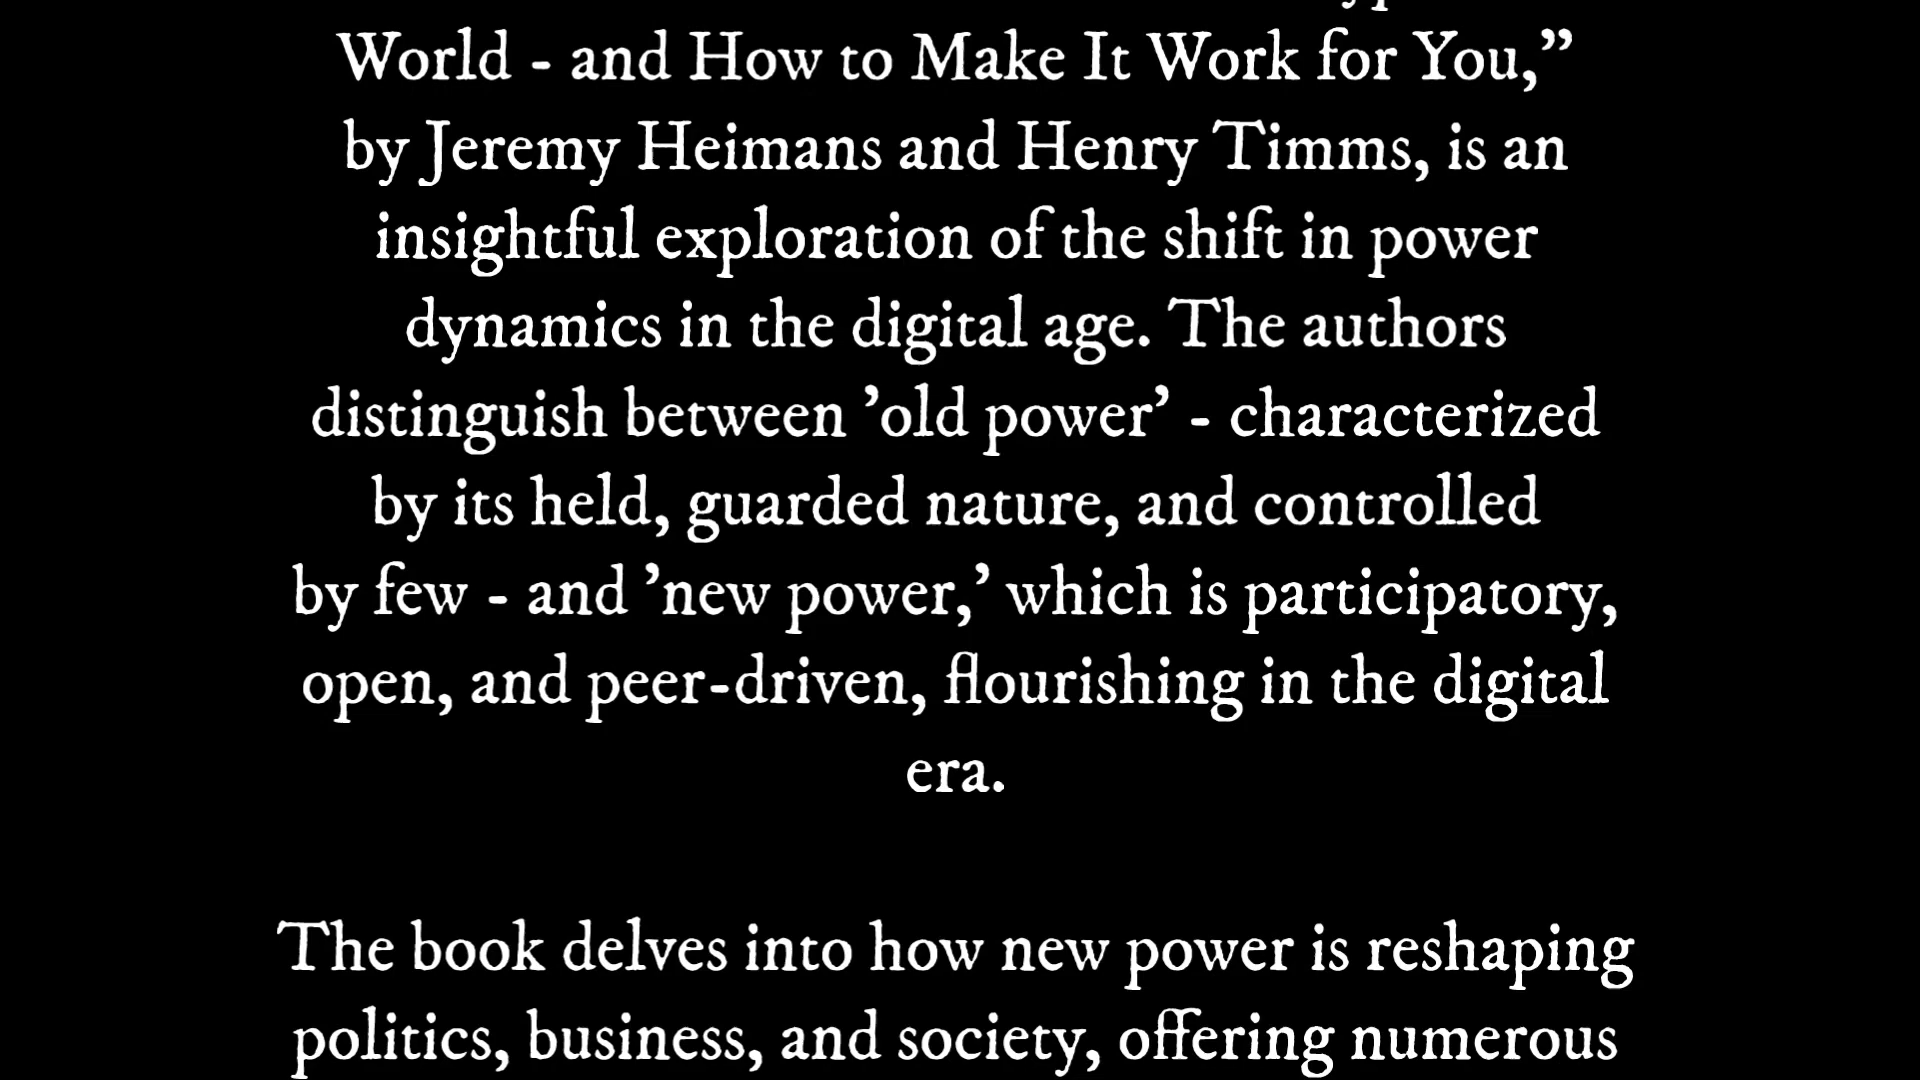 World - and How to Make It Work for You,”
by Jeremy Heimans and Henry Timms, is an
insightful exploration of the shift in power
dynamics in the digital age. The authors
distinguish between ’old power’ - characterized
by its held, guarded nature, and controlled
by few - and ’new power,’ which is participatory,
open, and peer-driven, flourishing in the digital
era.
The book delves into how new power is reshaping
politics, business, and society, offering numerous